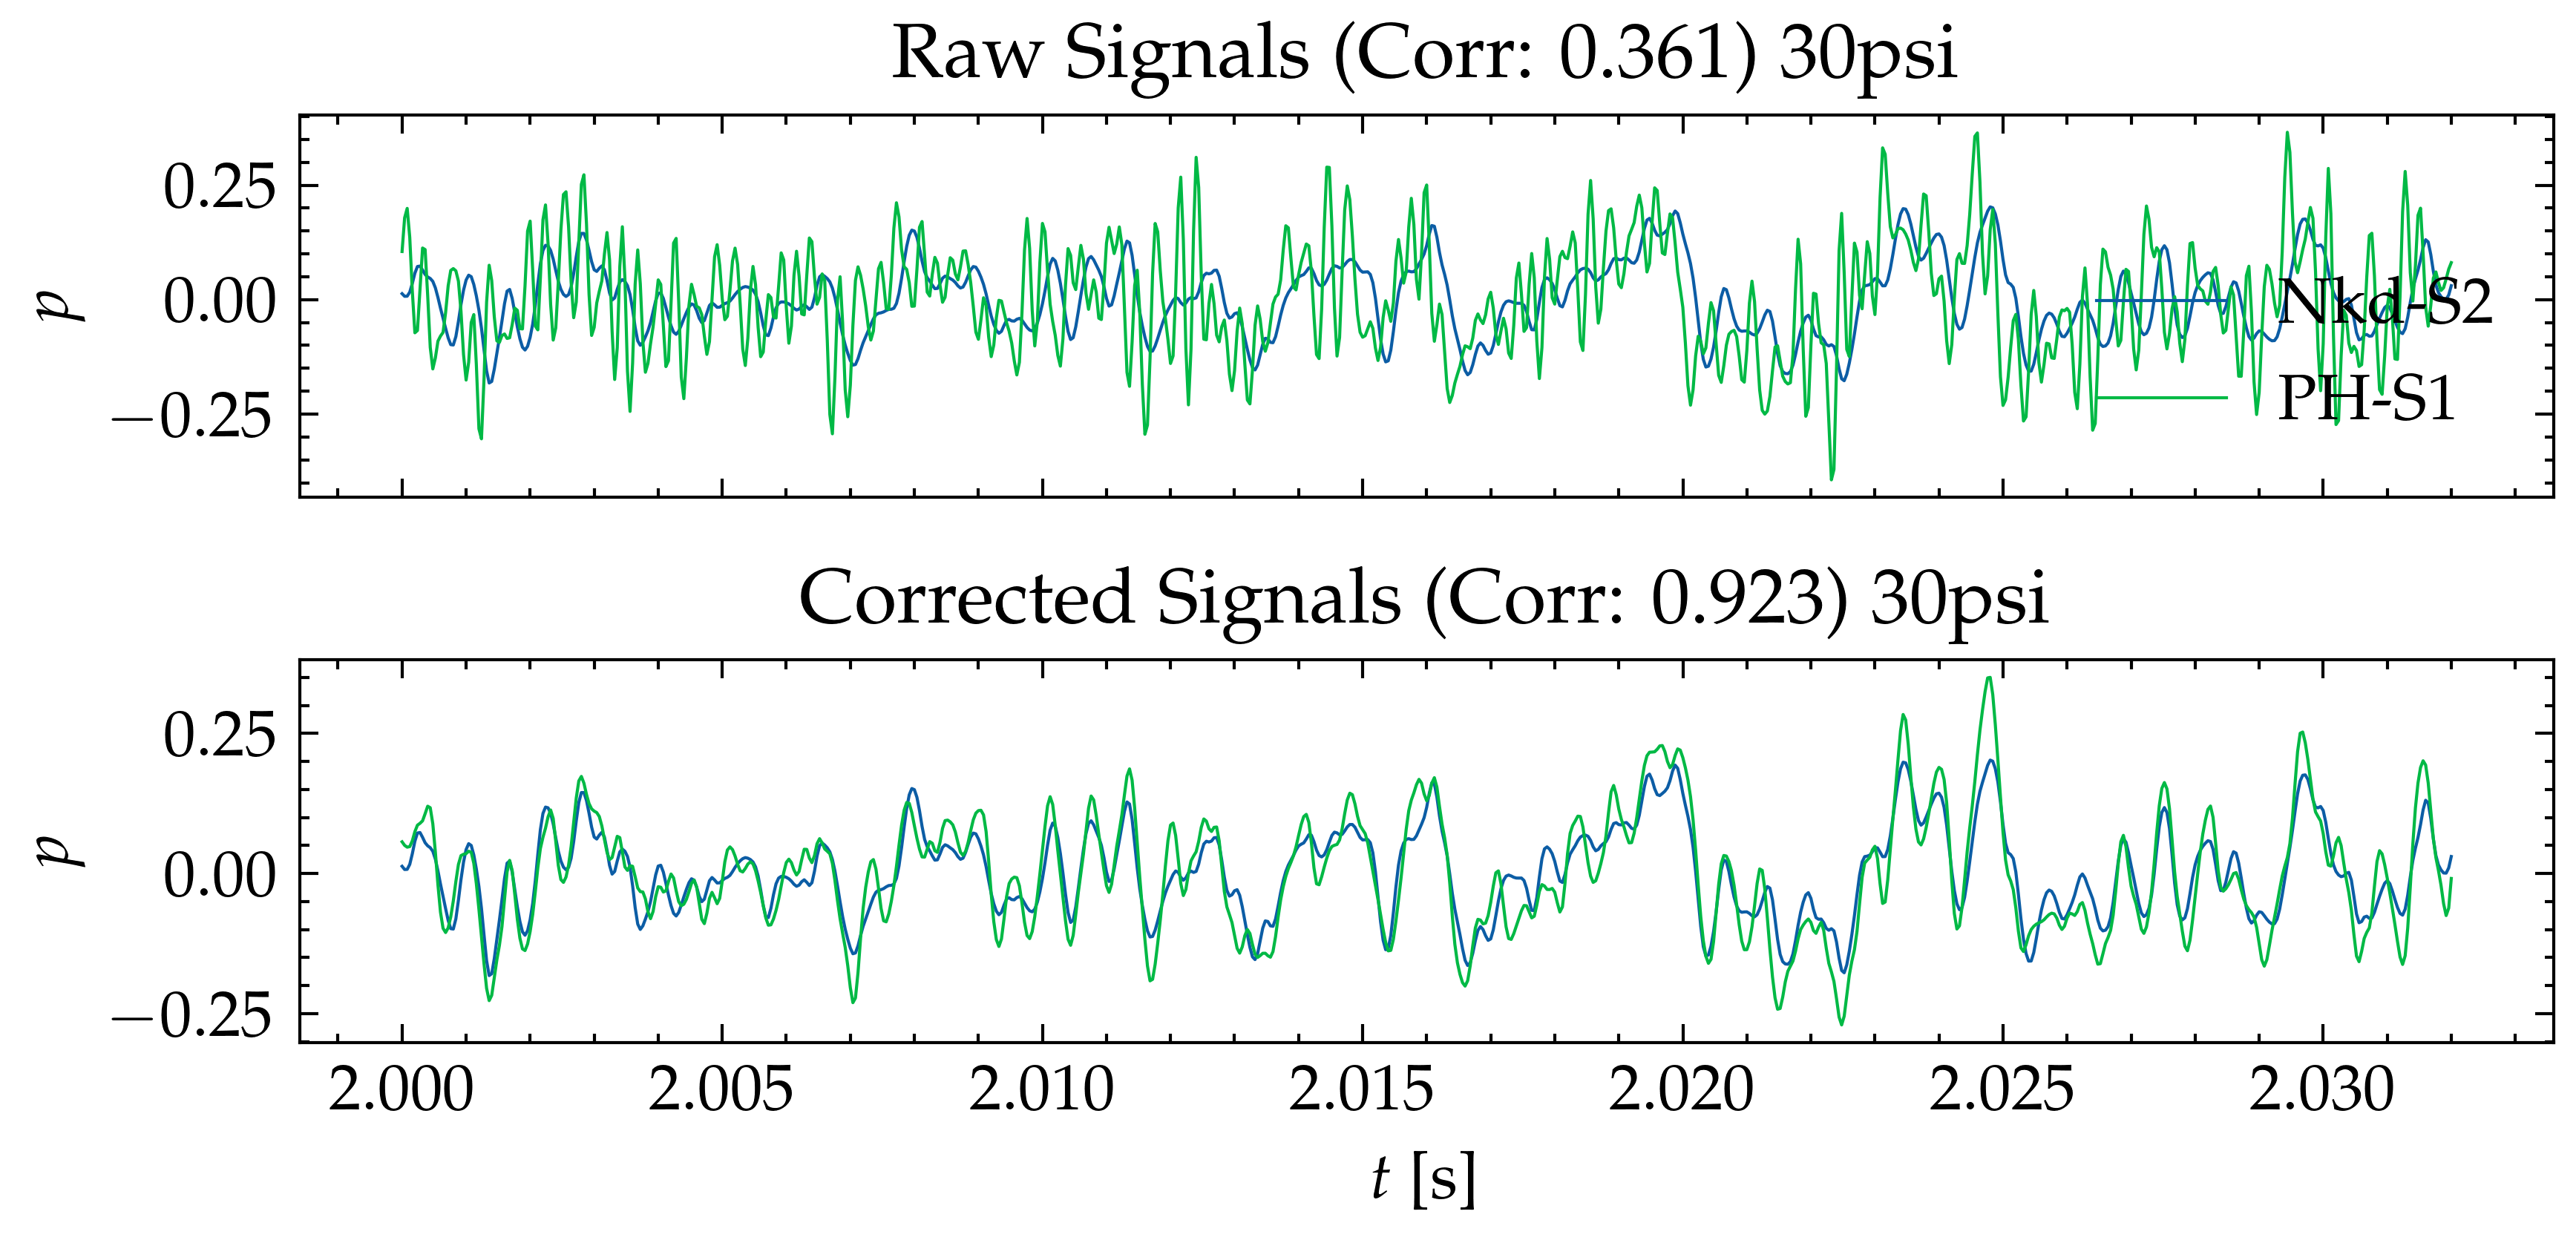 Raw Signals (Corr: 0.361) 30psi
0.25
0.00
−0.25
p
Nkd-S2
PH-S1
Corrected Signals (Corr: 0.923) 30psi
0.25
0.00
−0.25
p
2.000 2.005 2.010 2.015 2.020 2.025 2.030
t [s]